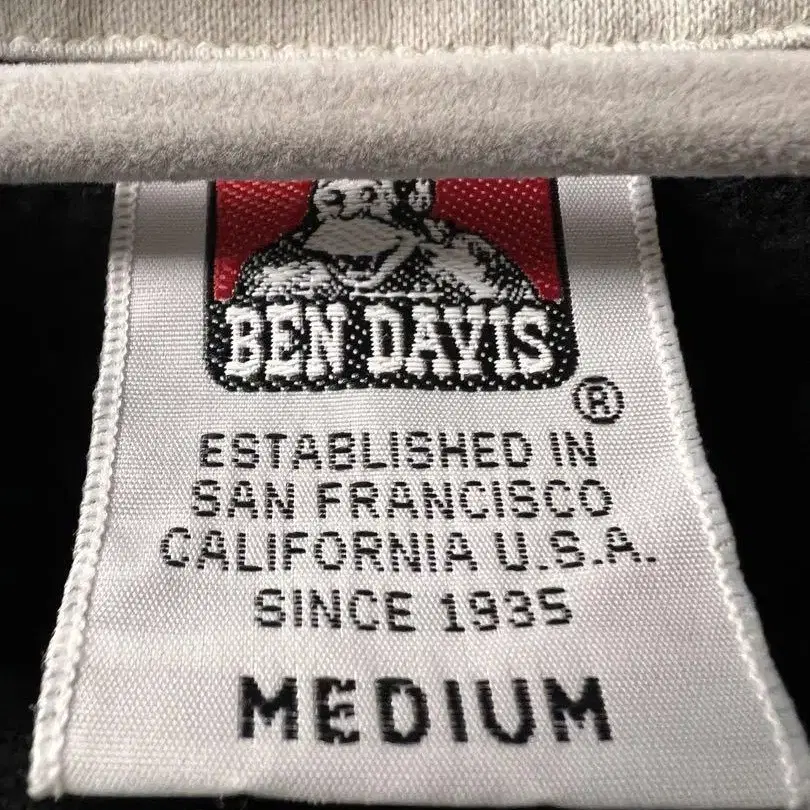 BEN DAVIS
®
ESTABLISHED IN
SAN FRANCISCO
CALIFORNIA U.S.A.
SINCE 1935
MEDIUM